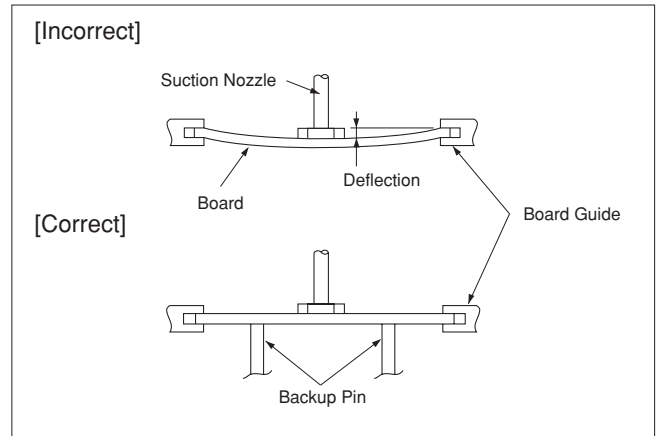 [Incorrect]
Suction Nozzle
Deflection
Board
Board Guide
[Correct]
Backup Pin